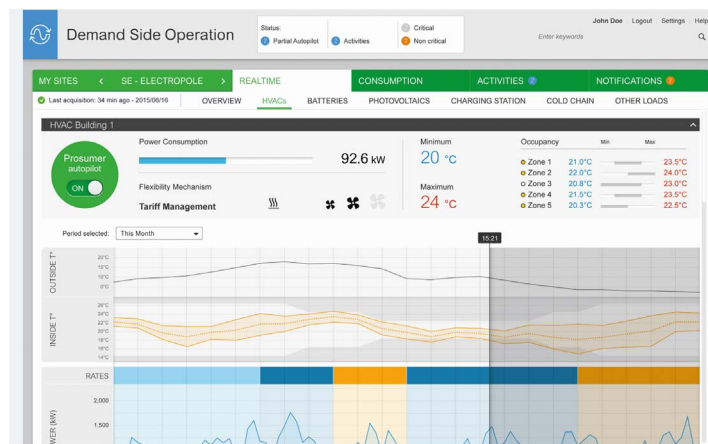 John Doe Logout Settings Help
Demand Side Operation
Status:
Partial Autopilot
Activities
Critical
Non critical
Enter keywords
MY SITES < SE - ELECTROPOLE > REALTIME CONSUMPTION ACTIVITIES NOTIFICATIONS
Last acquisition: 34 min ago - 2015/06/16 OVERVIEW HVACs BATTERIES PHOTOVOLTAICS CHARGING STATION COLD CHAIN OTHER LOADS
HVAC Building 1
Prosumer
autopilot
ON
Power Consumption
92.6 kW
Flexibility Mechanism
Tariff Management
Minimum
20 °C
Maximum
24 °C
Occupancy Min Max
Zone 1 21.0°C 23.5°C
Zone 2 22.0°C 24.0°C
Zone 3 20.8°C 23.0°C
Zone 4 21.5°C 23.5°C
Zone 5 20.3°C 22.5°C
Period selected: This Month
15:21
OUTSIDE T°
20°C
10°C
0°C
INSIDE T°
26°C
24°C
22°C
20°C
18°C
16°C
14°C
RATES
2,000
1,500